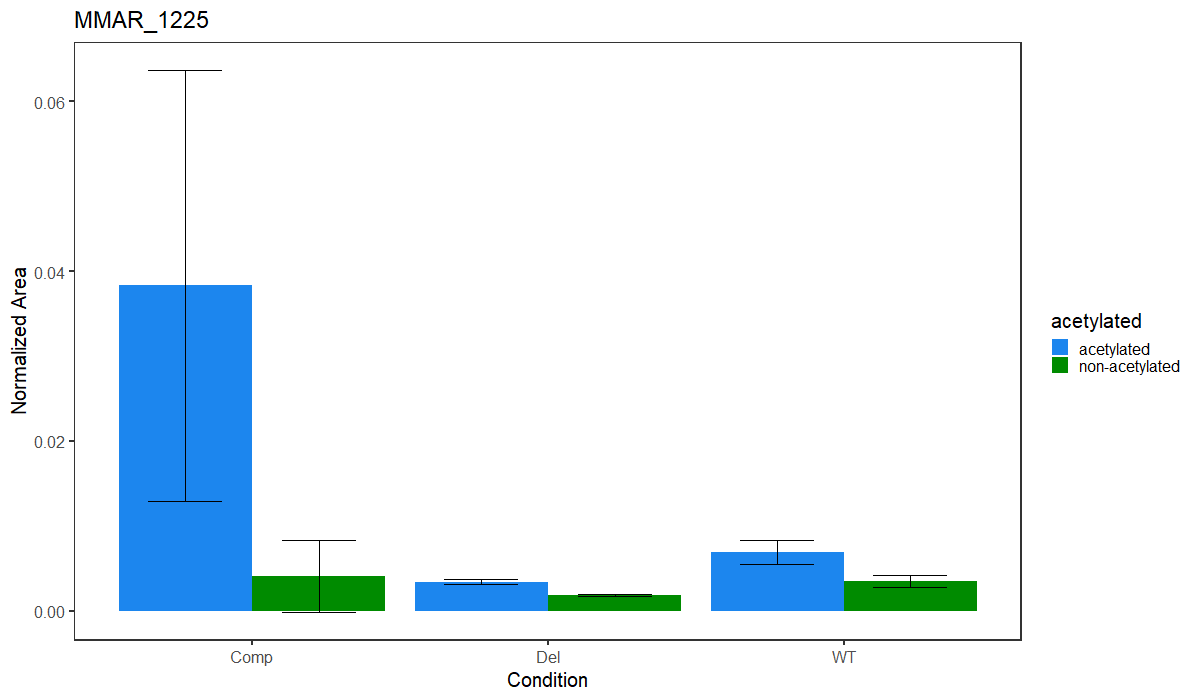 MMAR_1225
Normalized Area
0.06
0.04
0.02
0.00
Comp
Del
WT
Condition
acetylated
acetylated
non-acetylated